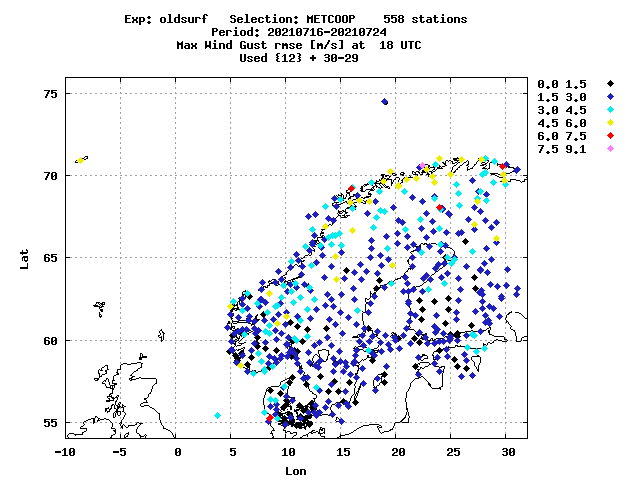 Exp: oldsurf   Selection: METCOOP    558 stations
Period: 20210716-20210724
Max Wind Gust rmse [m/s] at  18 UTC
Used {12} + 30-29
0.0 1.5
1.5 3.0
3.0 4.5
4.5 6.0
6.0 7.5
7.5 9.1
75
70
65
60
55
Lat
-10 -5 0 5 10 15 20 25 30
Lon